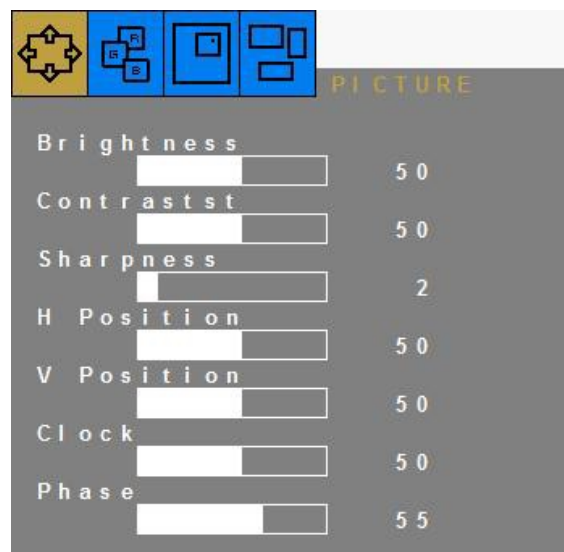 R
G
B
PICTURE
Brightness
50
Contrastst
50
Sharpness
2
H Position
50
V Position
50
Clock
50
Phase
55